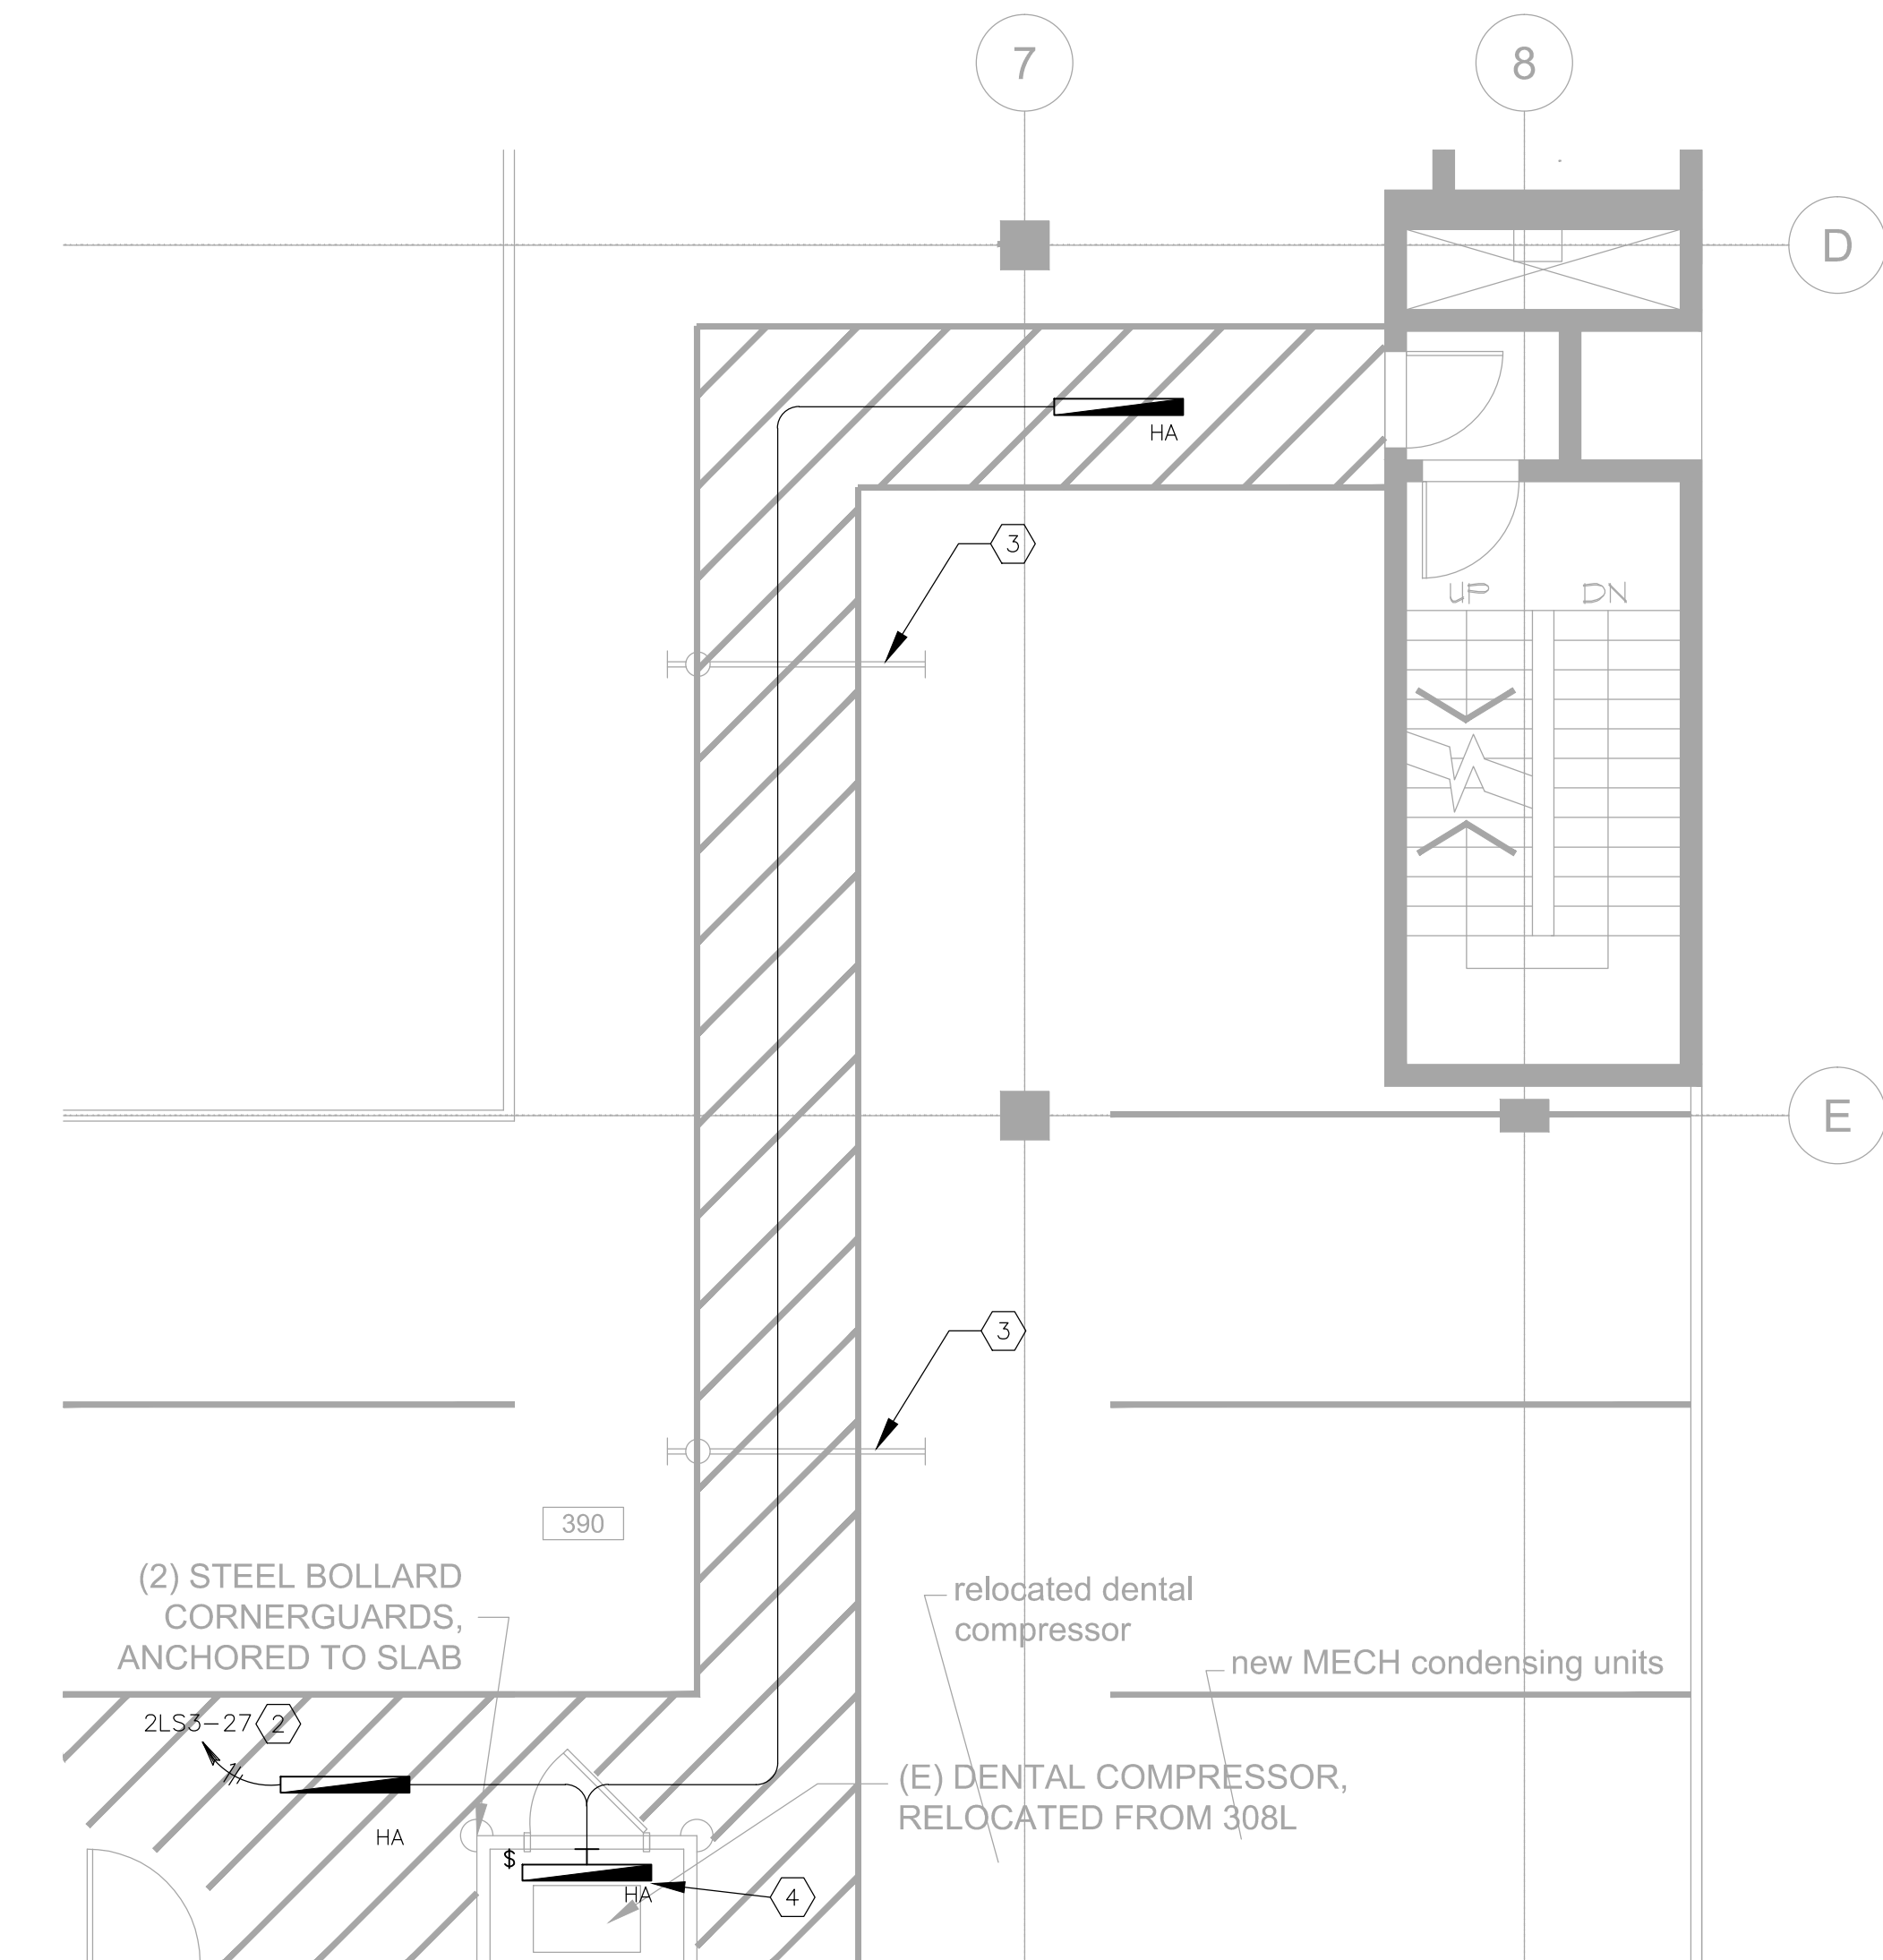 7
8
D
HA
3
UP
DN
E
3
390
(2) STEEL BOLLARD
CORNERGUARDS,
ANCHORED TO SLAB
relocated dental
compressor
new MECH condensing units
2LS3-27
2
1
(E) DENTAL COMPRESSOR,
RELOCATED FROM 308L
HA
$
HA
4